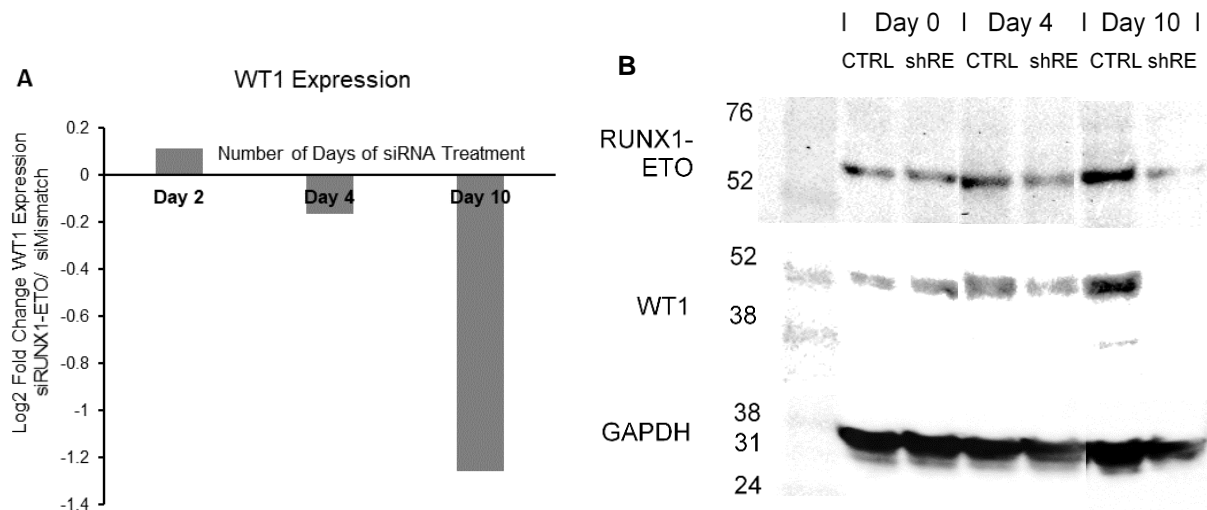 A
WT1 Expression
Log2 Fold Change WT1 Expression
siRUNX1-ETO/ siMismatch
0.2
0
-0.2
-0.4
-0.6
-0.8
-1
-1.2
-1.4
Number of Days of siRNA Treatment
Day 2
Day 4
Day 10
B
I Day 0 I Day 4 I Day 10 I
CTRL shRE CTRL shRE CTRL shRE
RUNX1-
ETO
76
52
WT1
52
38
GAPDH
38
31
24